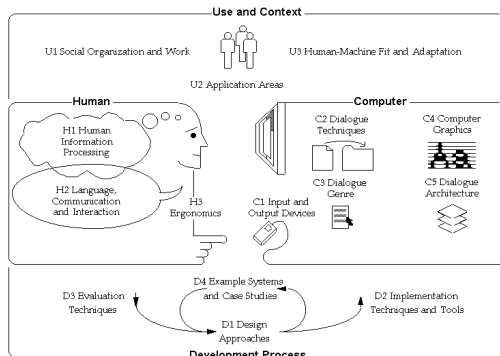 Use and Context
U1 Social Organization and Work
U3 Human-Machine Fit and Adaptation
U2 Application Areas
Human
Computer
H1 Human
Information
Processing
H2 Language,
Communication
and Interaction
H3
Ergonomics
C2 Dialogue
Techniques
C4 Computer
Graphics
C3 Dialogue
Genre
C1 Input and
Output Devices
C5 Dialogue
Architecture
D4 Example Systems
and Case Studies
D3 Evaluation
Techniques
D2 Implementation
Techniques and Tools
D1 Design
Approaches
Development Process